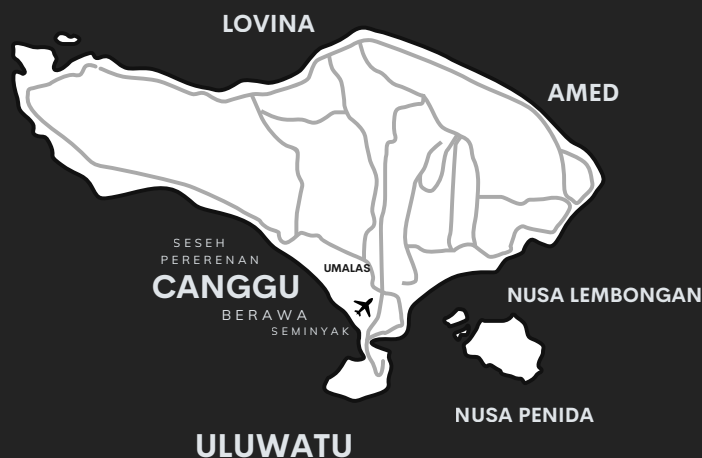 LOVINA
AMED
SESEH
PERERENAN
UMALAS
CANGGU
NUSA LEMBONGAN
BERAWA
SEMINYAK
NUSA PENIDA
ULUWATU